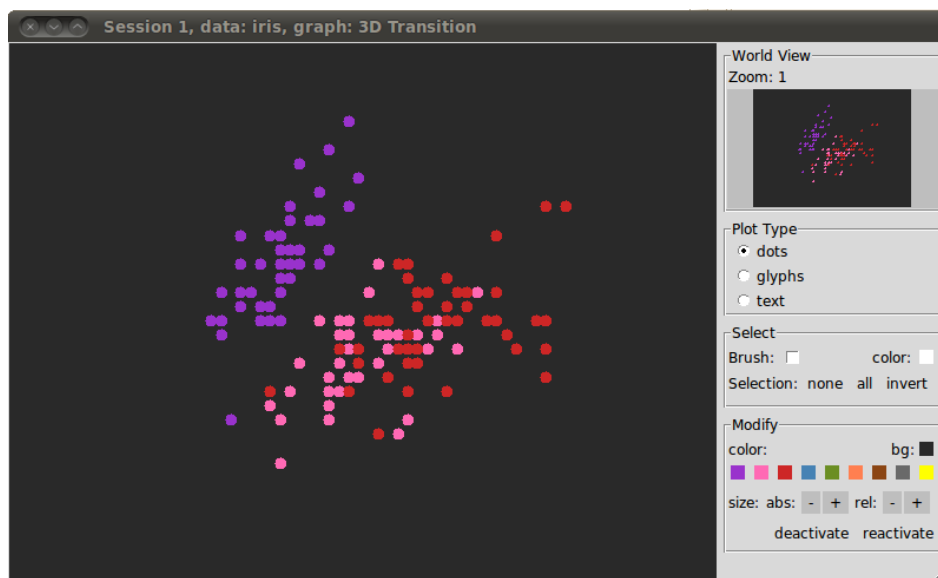 Session 1, data: iris, graph: 3D Transition
World View
Zoom: 1
Plot Type
dots
glyphs
text
Select
Brush: color:
Selection: none all invert
Modify
color: bg:
size: abs: - + rel: - +
deactivate reactivate